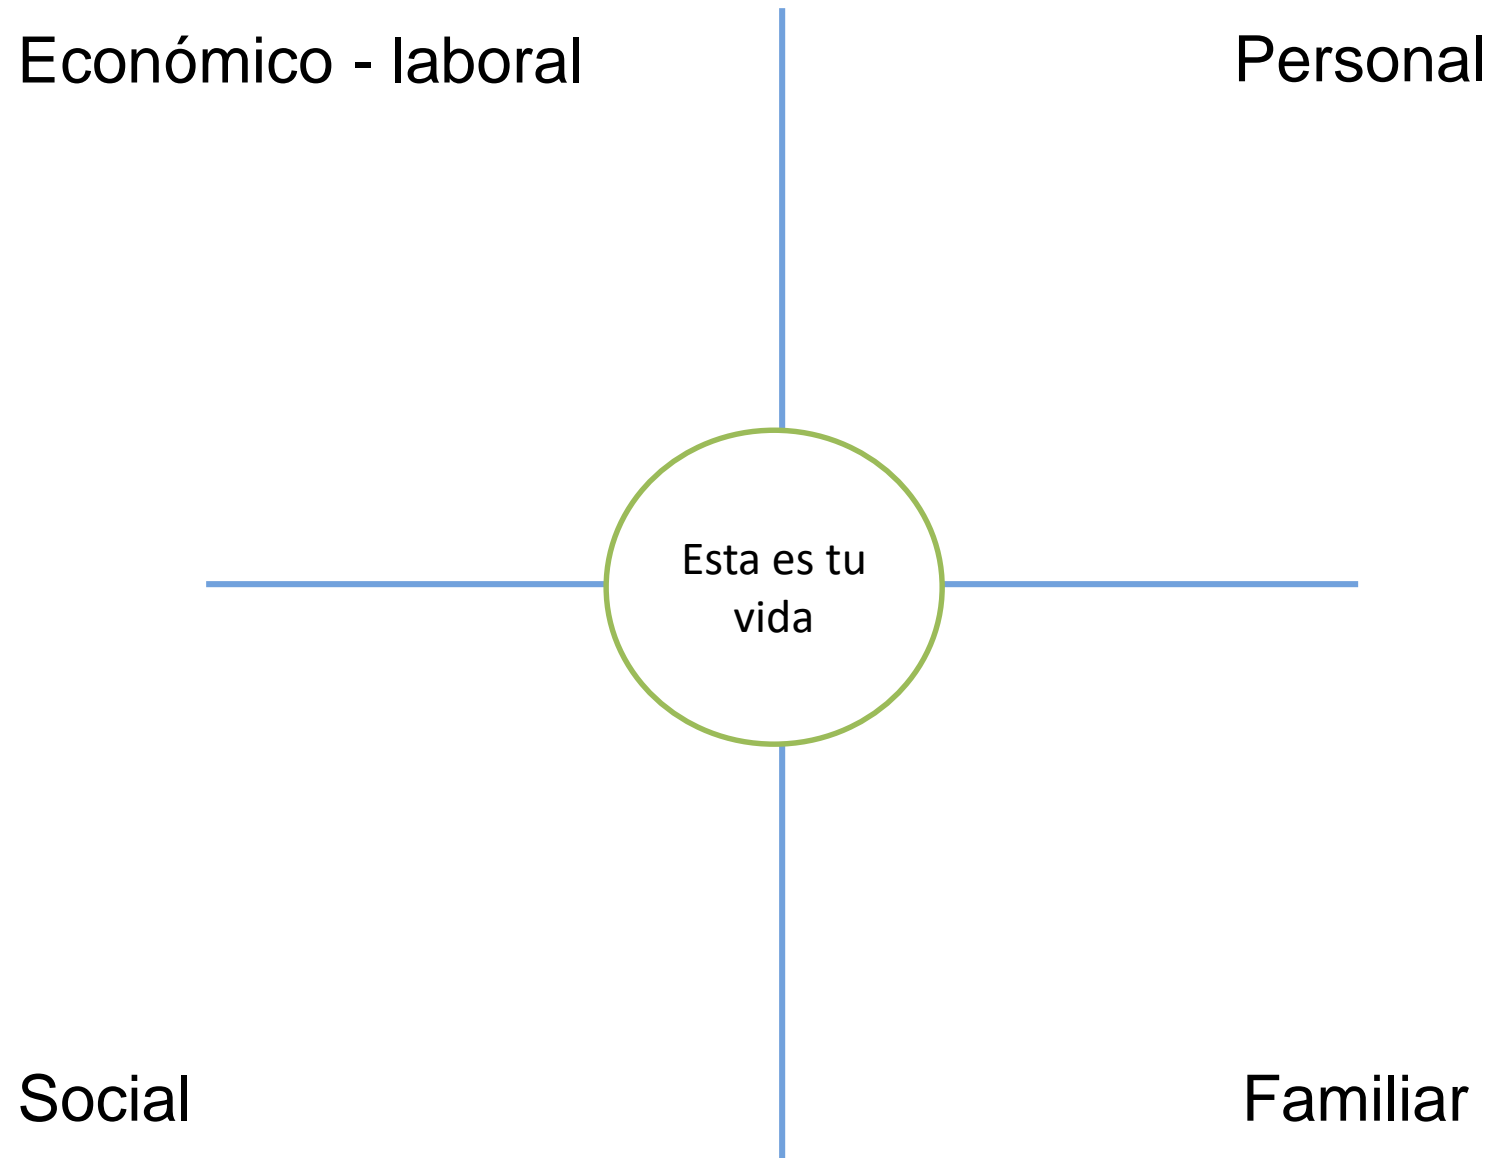 Económico - laboral
Personal
Esta es tu
vida
Social
Familiar